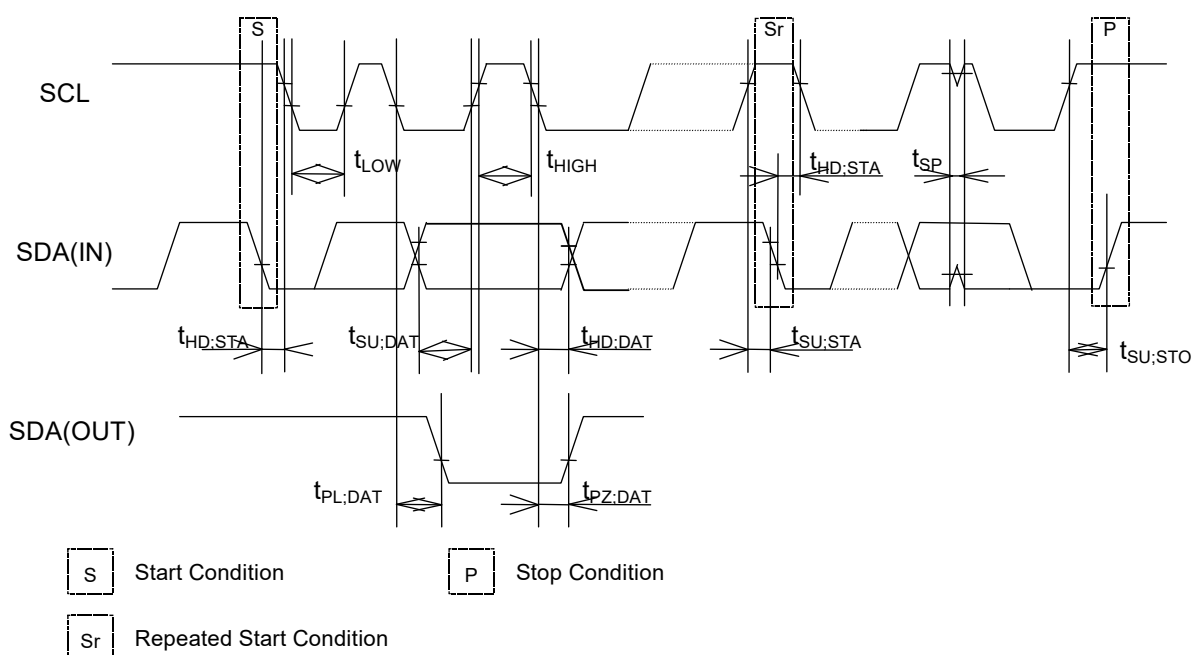 S Sr P
SCL
tLOW tHIGH tHD;STA tSP
SDA(IN)
tHD;STA tSU;DAT tHD;DAT tSU;STA tSU;STO
SDA(OUT)
tPL;DAT tPZ;DAT
S Start Condition P Stop Condition
Sr Repeated Start Condition